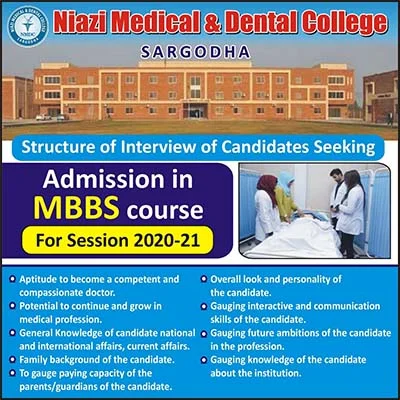 Niazi Medical & Dental College
NMDC
SARGODHA
Structure of Interview of Candidates Seeking
Admission in
MBBS course
For Session 2020-21
Aptitude to become a competent and
compassionate doctor.
Potential to continue and grow in
medical profession.
General Knowledge of candidate national
and international affairs, current affairs.
Family background of the candidate.
To gauge paying capacity of the
parents/guardians of the candidate.
Overall look and personality of
the candidate.
Gauging interactive and communication
skills of the candidate.
Gauging future ambitions of the candidate
in the profession.
Gauging knowledge of the candidate
about the institution.